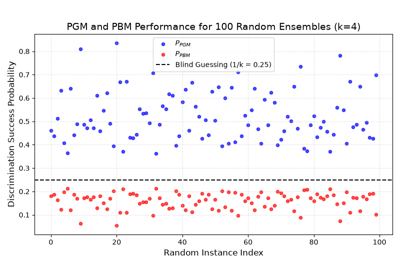 PGM and PBM Performance for 100 Random Ensembles (k=4)
P_PGM
P_PBM
Blind Guessing (1/k = 0.25)
Discrimination Success Probability
0.8
0.7
0.6
0.5
0.4
0.3
0.2
0.1
0 20 40 60 80 100
Random Instance Index